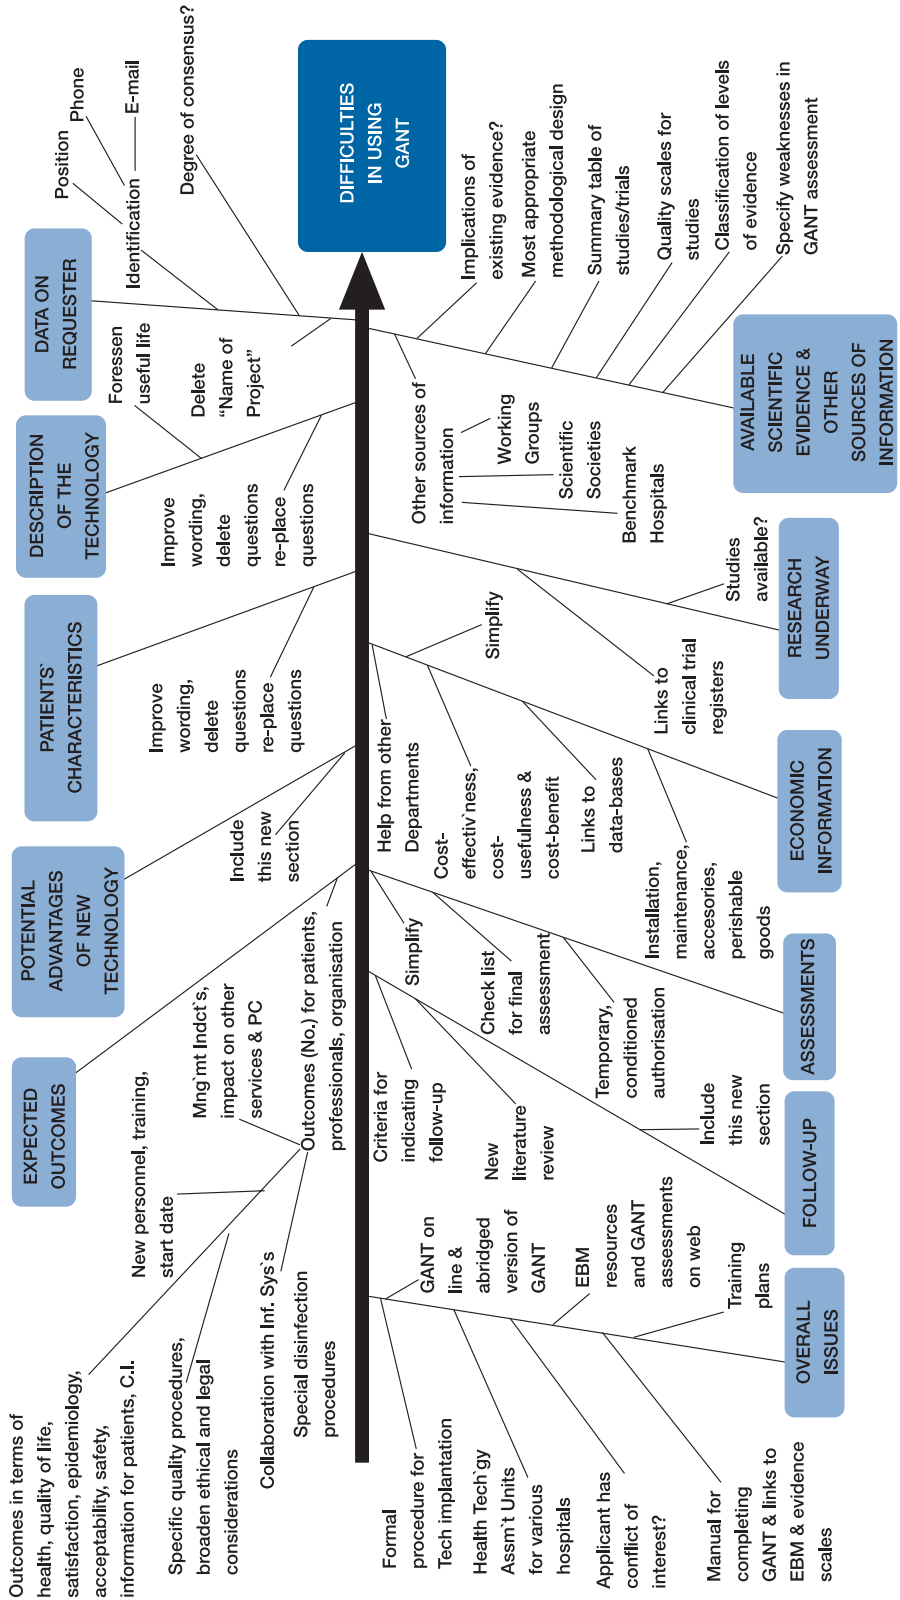 Outcomes in terms of
health, quality of life,
satisfaction, epidemiology,
acceptability, safety,
information for patients, C.I.
Specific quality procedures,
broaden ethical and legal
considerations
Collaboration with Inf. Sys`s
Special disinfection
procedures
New personnel, training,
start date
Mng`mt Indct`s,
impact on other
services & PC
Outcomes (No.) for patients,
professionals, organisation
EXPECTED
OUTCOMES
POTENTIAL
ADVANTAGES
OF NEW
TECHNOLOGY
Include
this new
section
PATIENTS`
CHARACTERISTICS
Improve
wording,
delete
questions
re-place
questions
DESCRIPTION
OF THE
TECHNOLOGY
Improve
wording,
delete
questions
re-place
questions
Foressen
useful life
DATA ON
REQUESTER
Delete
“Name of
Project”
Identification
Position
Phone
E-mail
Degree of consensus?
DIFFICULTIES
IN USING
GANT
Formal
procedure for
Tech implantation
Health Tech`gy
Assm`t Units
for various
hospitals
Applicant has
conflict of
interest?
Manual for
completing
GANT & links to
EBM & evidence
scales
GANT on
line &
abridged
version of
GANT
EBM
resources
and GANT
assessments
on web
Training
plans
OVERALL
ISSUES
Criteria for
indicating
follow-up
New
literature
review
Include
this new
section
FOLLOW-UP
Simplify
Check list
for final
assessment
Temporary,
conditioned
authorisation
ASSESSMENTS
Help from other
Departments
Cost-
effectiv`ness,
cost-
usefulness &
cost-benefit
Links to
data-bases
Installation,
maintenance,
accesories,
perishable
goods
Simplify
ECONOMIC
INFORMATION
Links to
clinical trial
registers
Studies
available?
RESEARCH
UNDERWAY
Other sources of
information
Working
Groups
Scientific
Societies
Benchmark
Hospitals
Implications of
existing evidence?
Most appropriate
methodological design
Summary table of
studies/trials
Quality scales for
studies
Classification of levels
of evidence
Specify weaknesses in
GANT assessment
AVAILABLE
SCIENTIFIC
EVIDENCE &
OTHER
SOURCES OF
INFORMATION